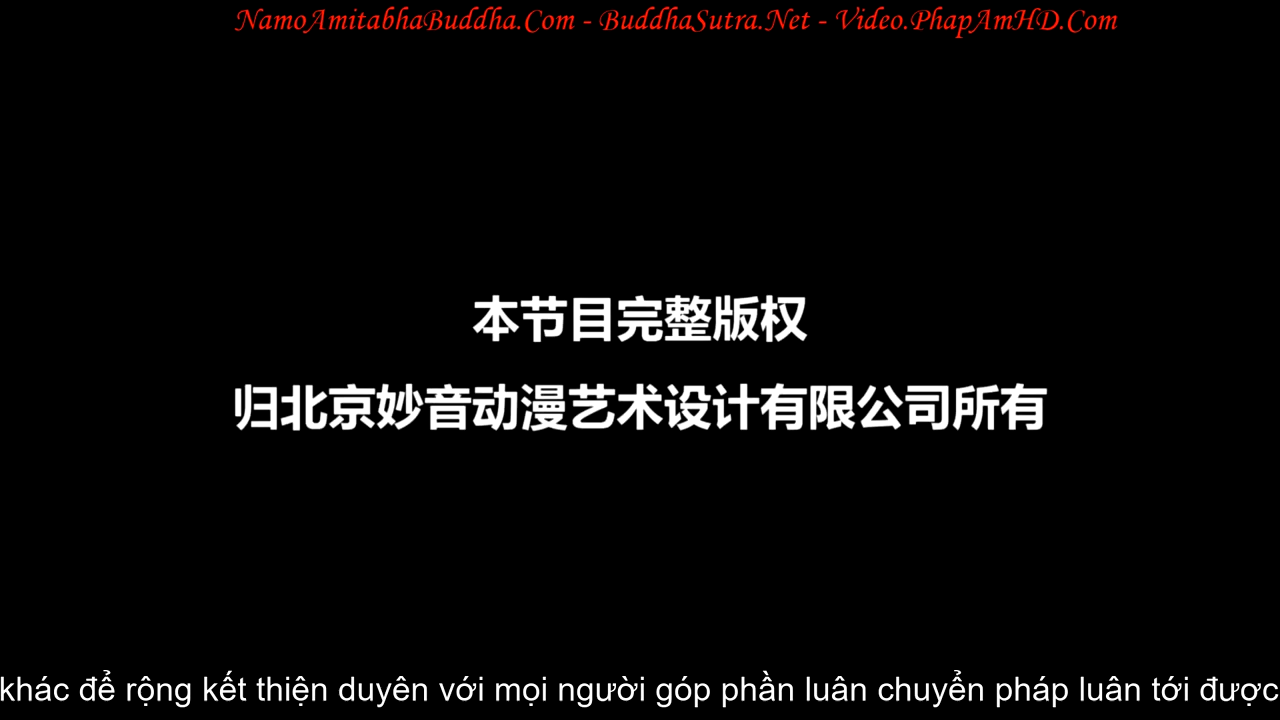 NamoAmitabhaBuddha.Com - BuddhaSutra.Net - Video.PhapAmHD.Com
本节目完整版权
归北京妙音动漫艺术设计有限公司所有
khác để rộng kết thiện duyên với mọi người góp phần luân chuyển pháp luân tới được